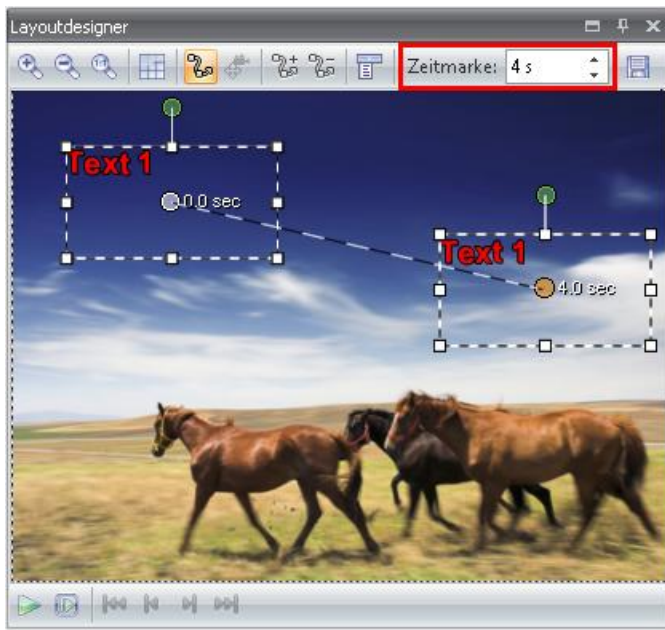 Layoutdesigner
Zeitmarke: 4 s
Text 1
0.0 sec
Text 1
4.0 sec